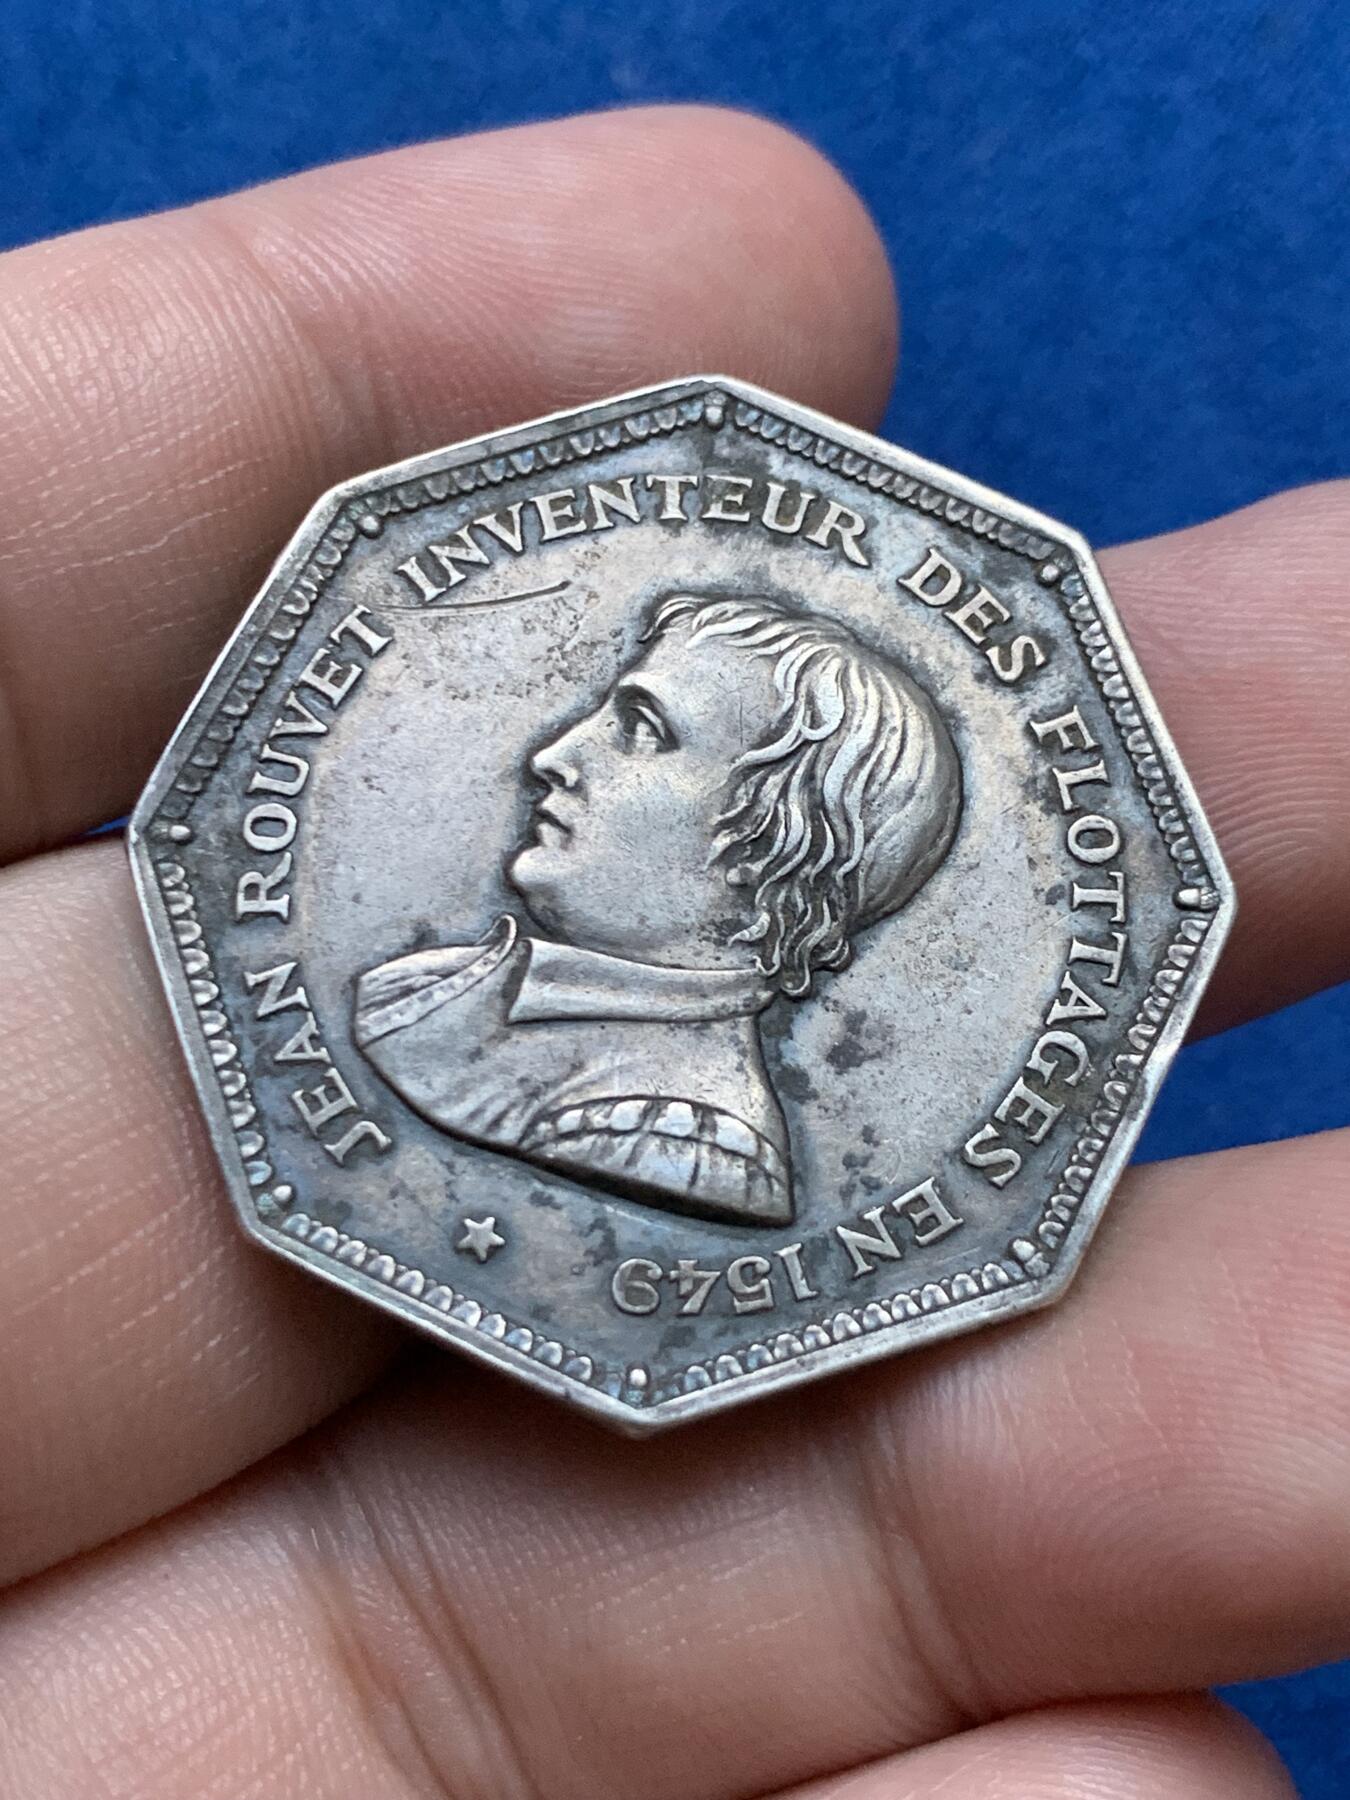 JEAN ROUVET INVENTEUR DES FLOTTAGES EN 1549